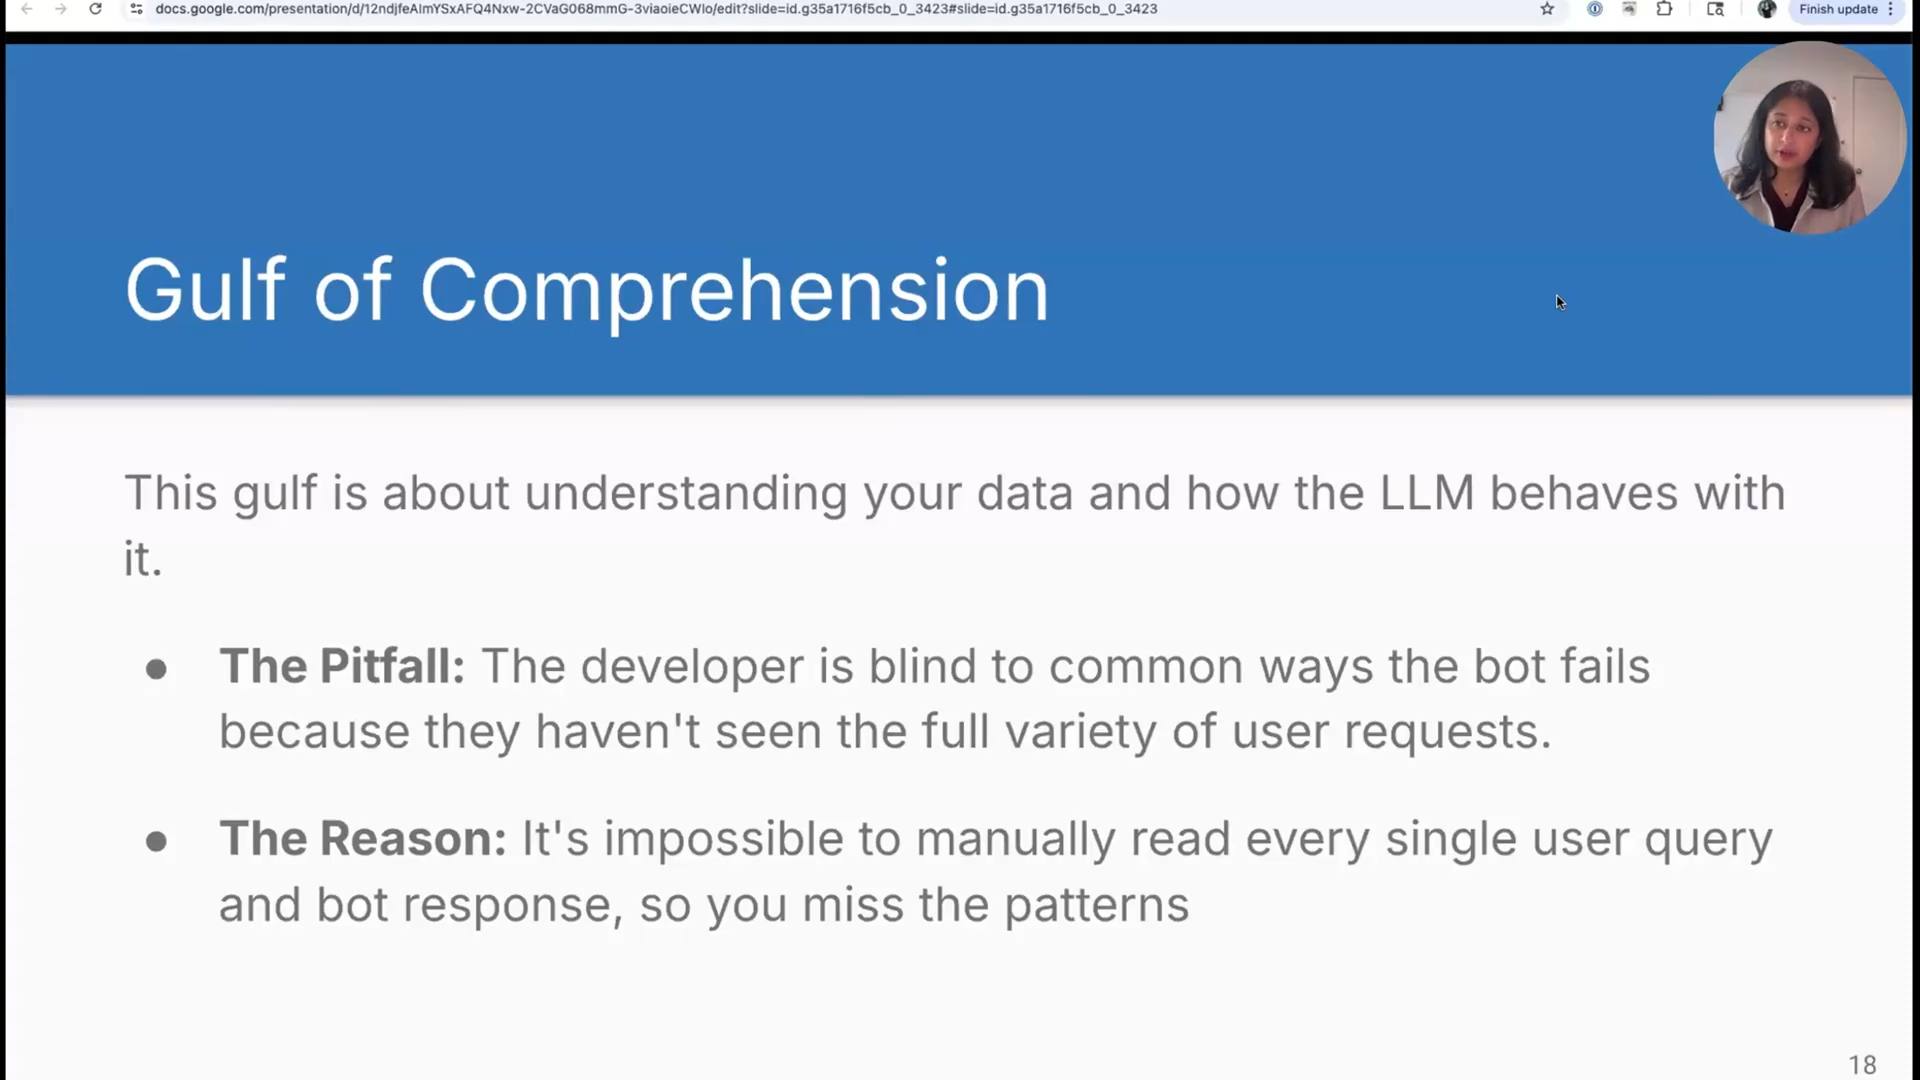 docs.google.com/presentation/d/12ndjfeAlmYSxAFQ4Nxw-2CVaG068mmG-3viaoieCWlo/edit?slide=id.g35a1716f5cb_0_3423#slide=id.g35a1716f5cb_0_3423
Finish update
Gulf of Comprehension
This gulf is about understanding your data and how the LLM behaves with
it.
● The Pitfall: The developer is blind to common ways the bot fails
because they haven't seen the full variety of user requests.
● The Reason: It's impossible to manually read every single user query
and bot response, so you miss the patterns
18